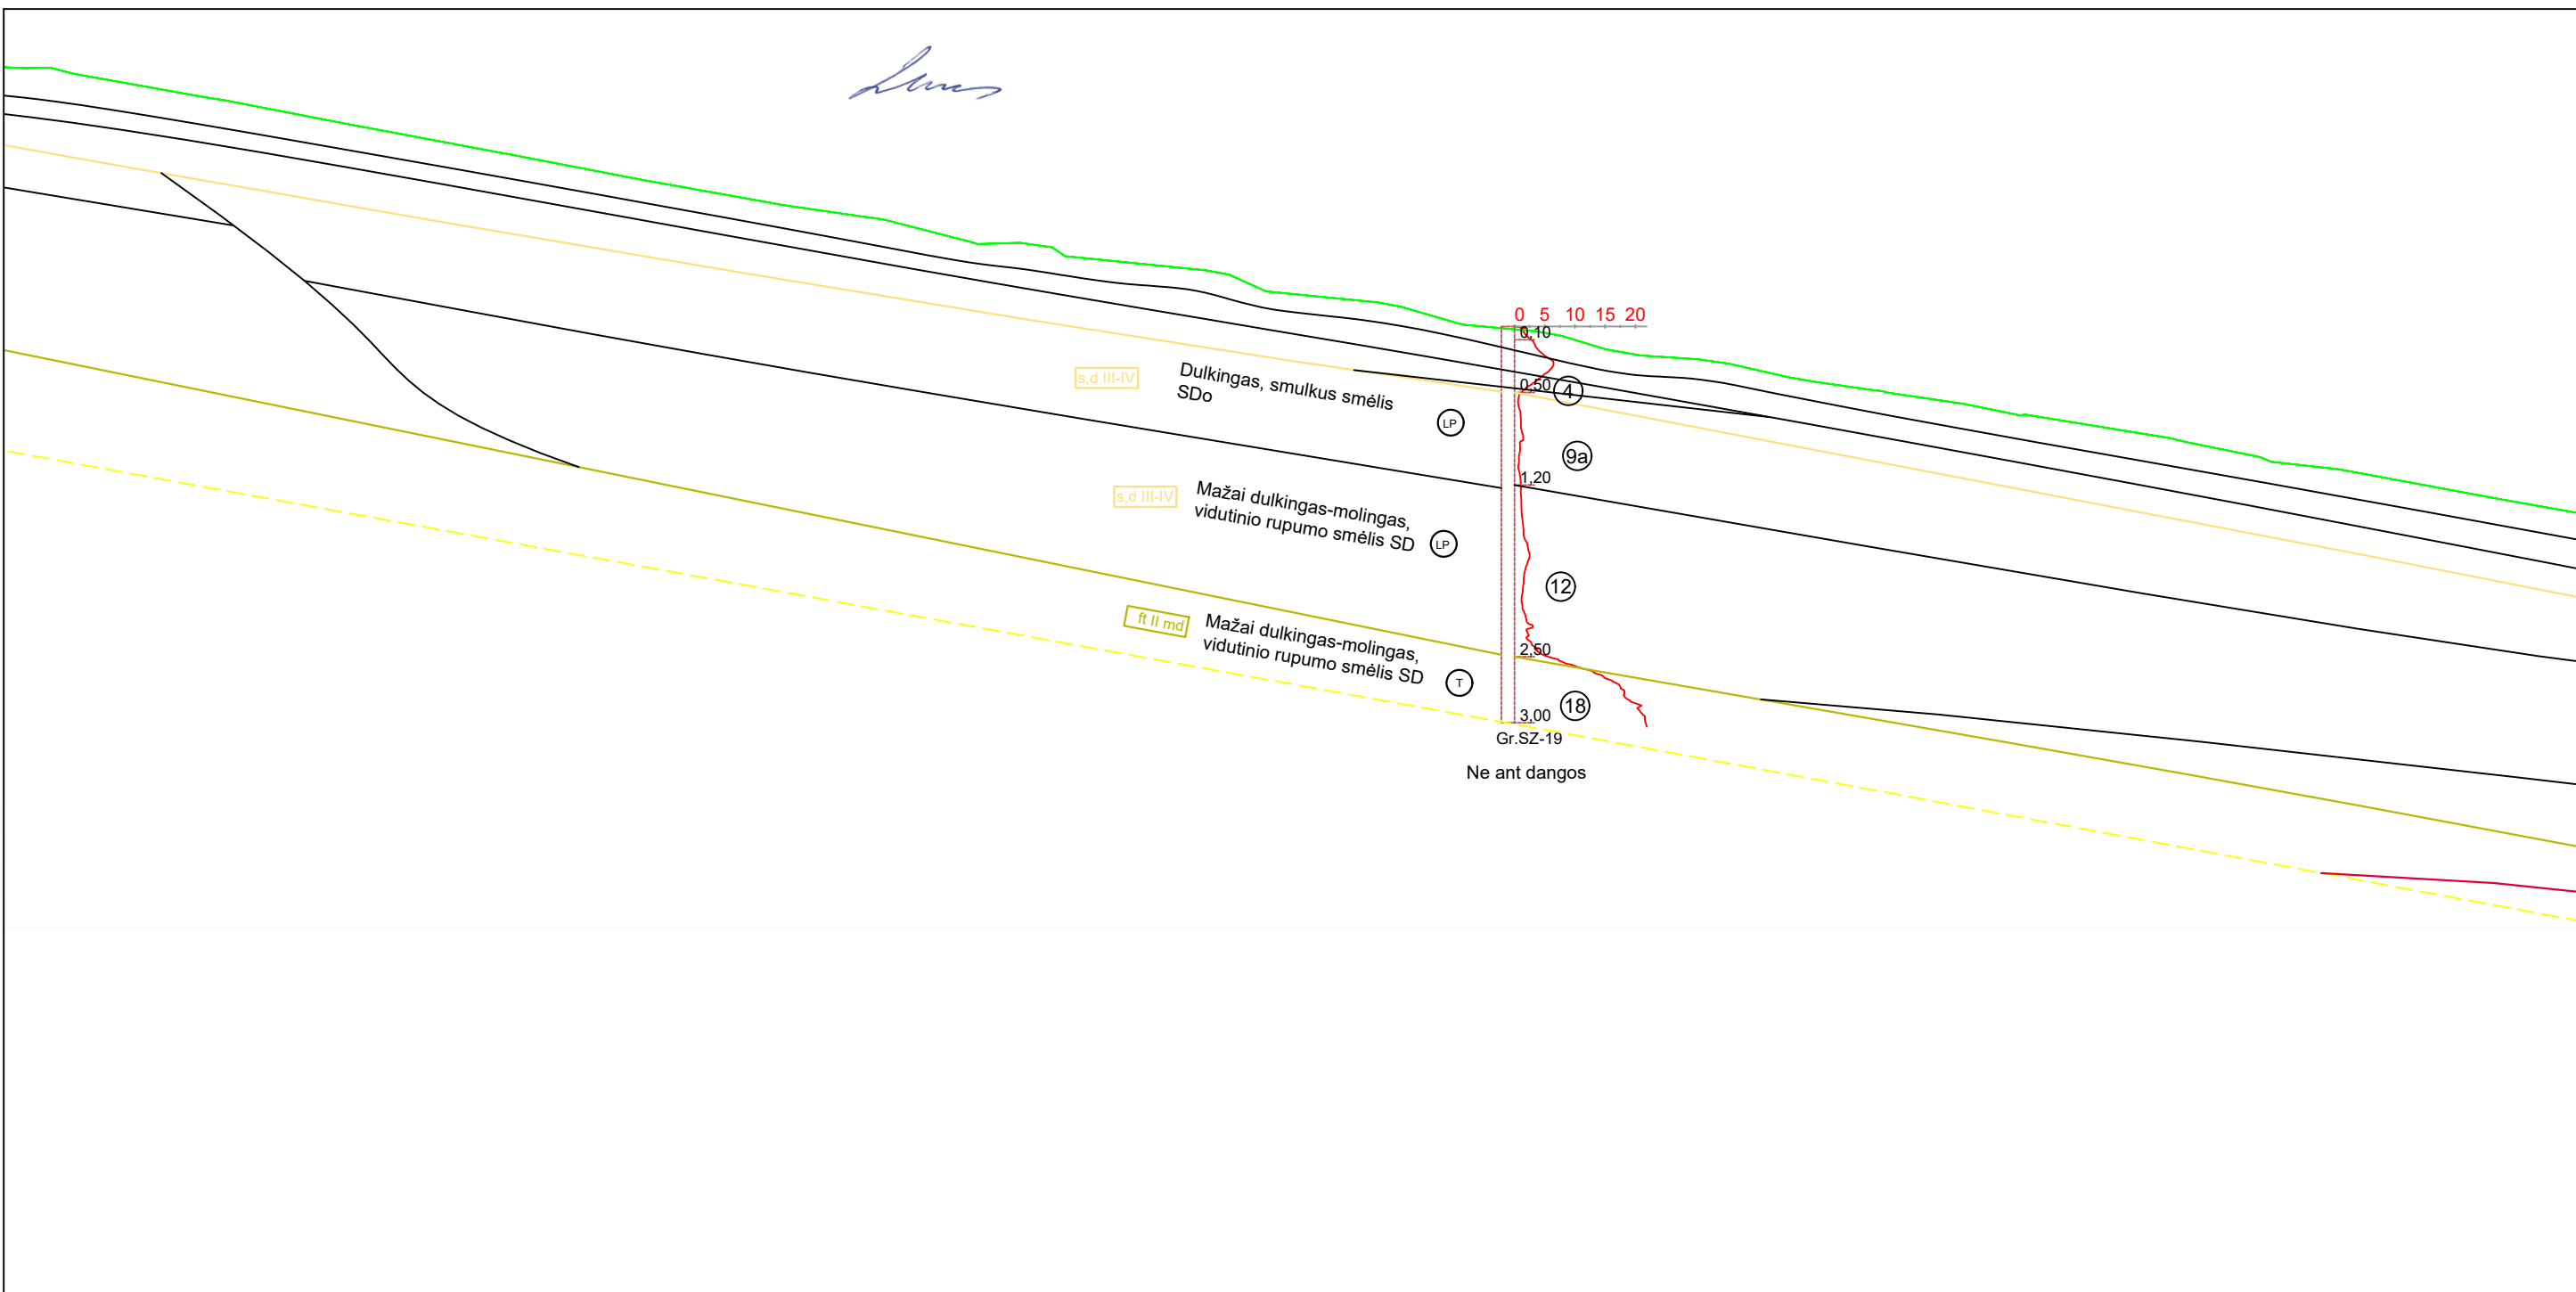 0 5 10 15 20
0,10
s,d III-IV
Dulkingas, smulkus smėlis
SDo
LP
0,50
4
9a
1,20
s,d III-IV
Mažai dulkingas-molingas,
vidutinio rupumo smėlis SD
LP
12
ft II md
Mažai dulkingas-molingas,
vidutinio rupumo smėlis SD
T
2,50
18
3,00
Gr.SZ-19
Ne ant dangos